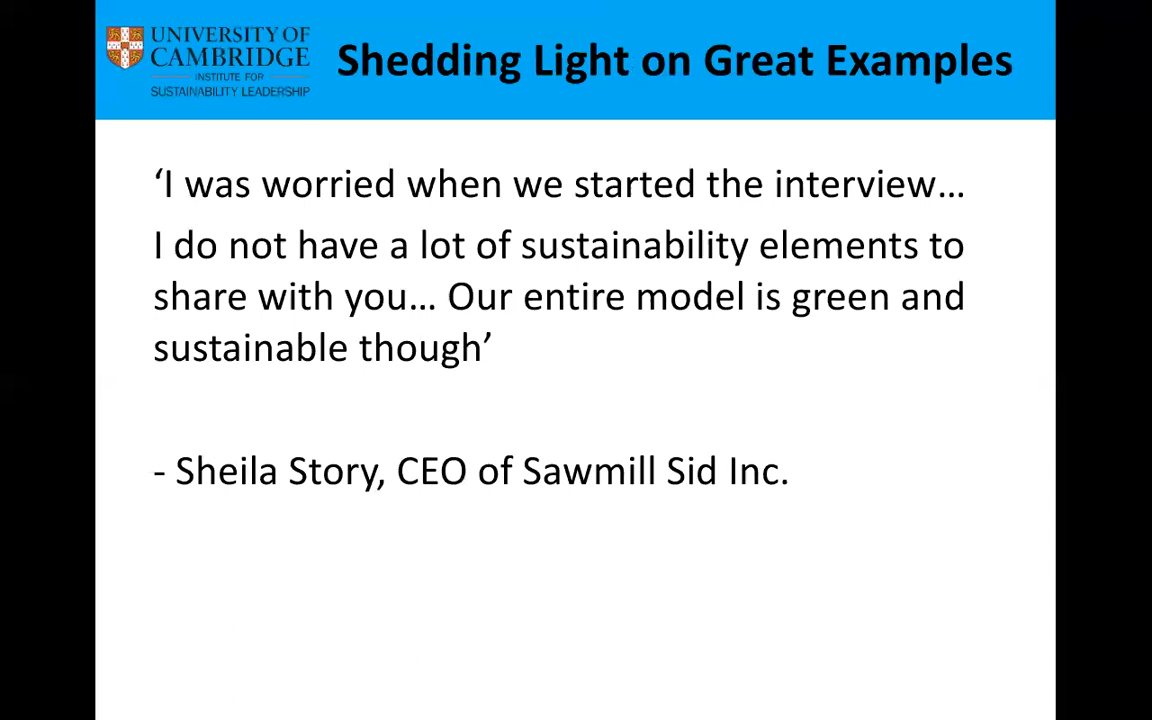 UNIVERSITY OF
CAMBRIDGE
INSTITUTE FOR
SUSTAINABILITY LEADERSHIP
Shedding Light on Great Examples
‘I was worried when we started the interview…
I do not have a lot of sustainability elements to
share with you… Our entire model is green and
sustainable though’
- Sheila Story, CEO of Sawmill Sid Inc.